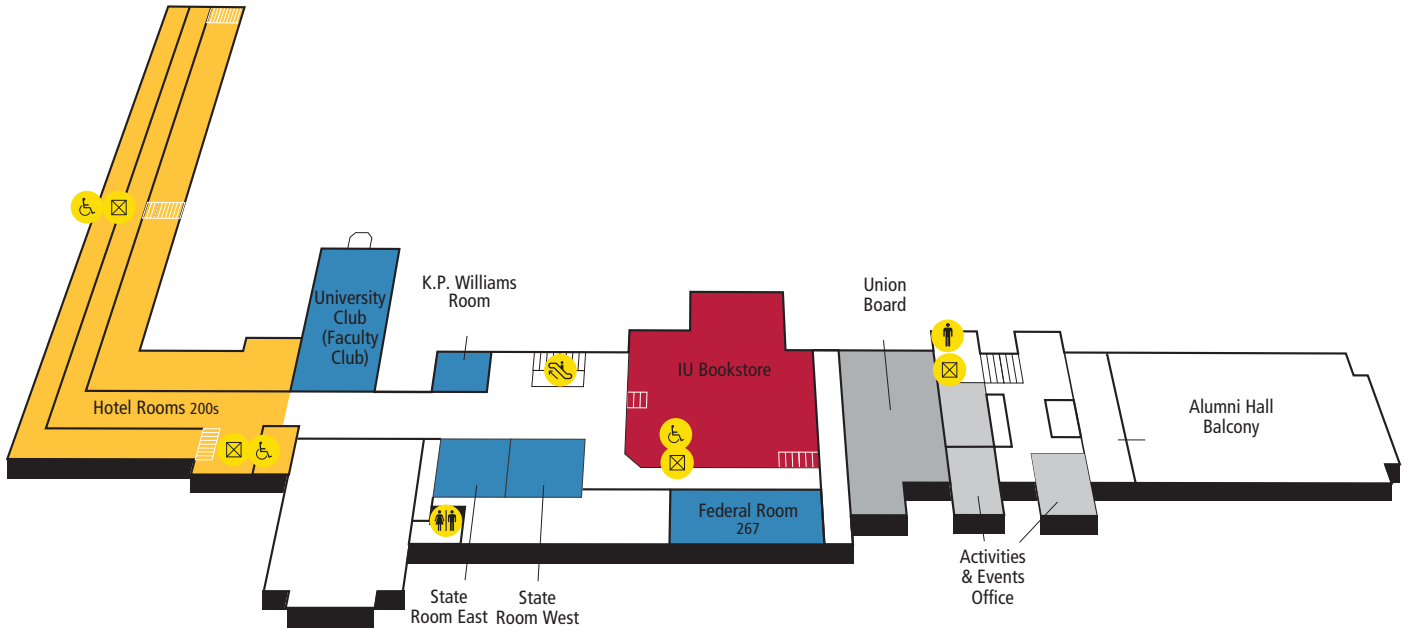 University
Club
(Faculty
Club)
K.P. Williams
Room
Union
Board
IU Bookstore
Hotel Rooms 200s
Alumni Hall
Balcony
Federal Room
267
State
Room East
State
Room West
Activities
& Events
Office